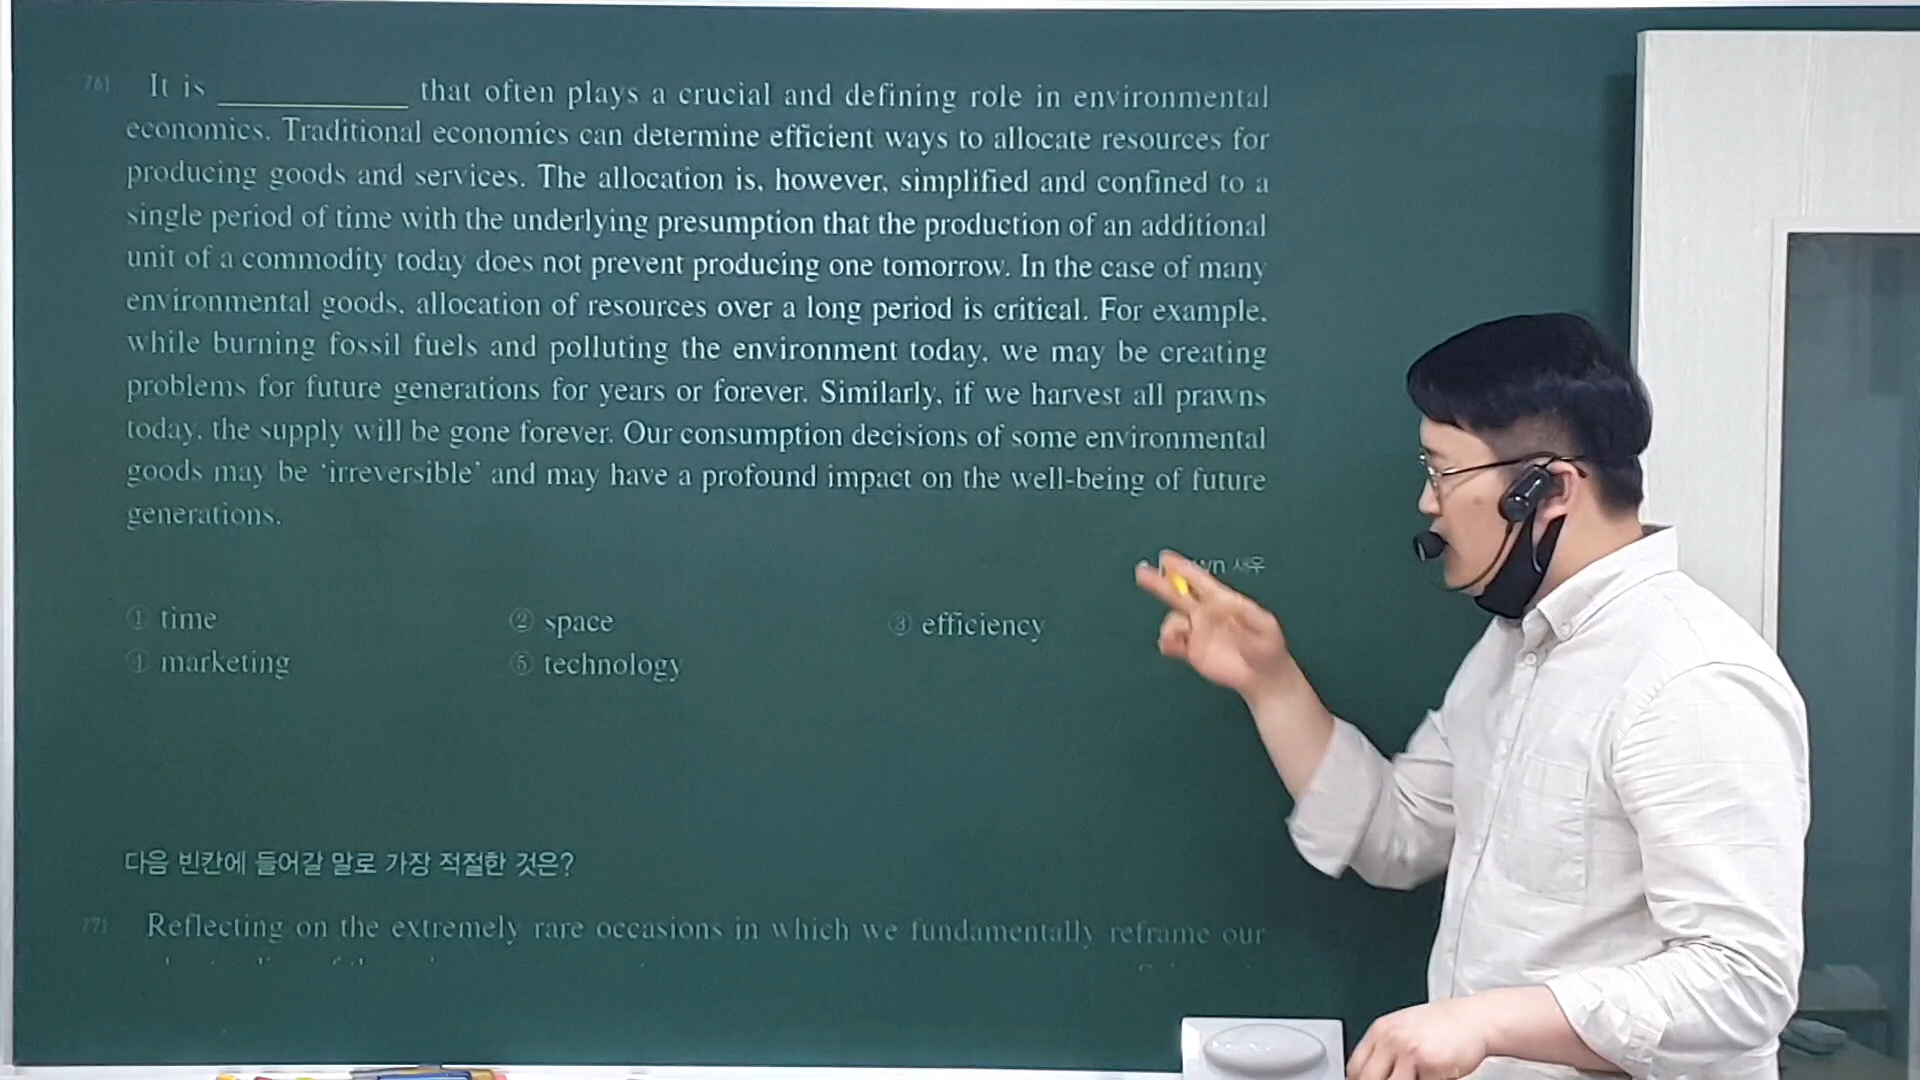 76) It is __________ that often plays a crucial and defining role in environmental
economics. Traditional economics can determine efficient ways to allocate resources for
producing goods and services. The allocation is, however, simplified and confined to a
single period of time with the underlying presumption that the production of an additional
unit of a commodity today does not prevent producing one tomorrow. In the case of many
environmental goods, allocation of resources over a long period is critical. For example,
while burning fossil fuels and polluting the environment today, we may be creating
problems for future generations for years or forever. Similarly, if we harvest all prawns
today, the supply will be gone forever. Our consumption decisions of some environmental
goods may be ‘irreversible’ and may have a profound impact on the well-being of future
generations.
새우
① time ② space ③ efficiency
④ marketing ⑤ technology
다음 빈칸에 들어갈 말로 가장 적절한 것은?
77) Reflecting on the extremely rare occasions in which we fundamentally reframe our